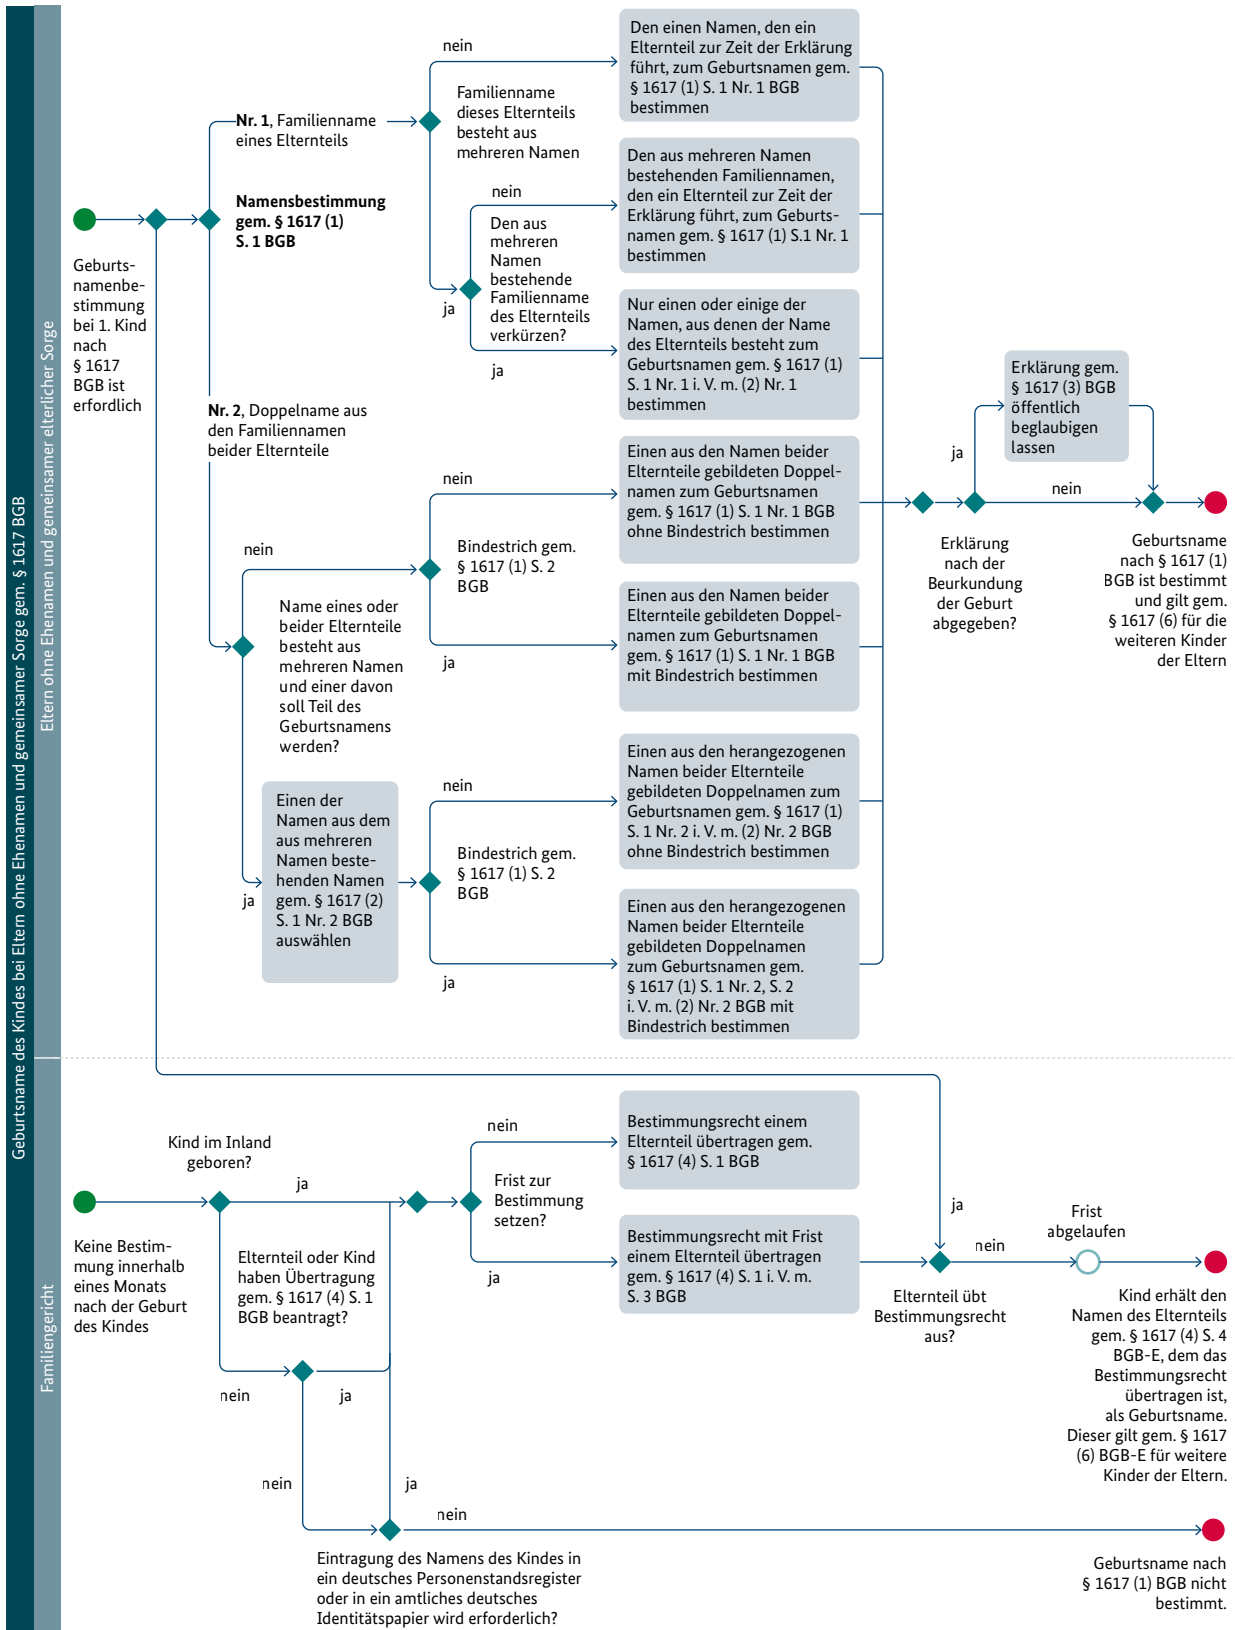 Geburtsname des Kindes bei Eltern ohne Ehenamen und gemeinsamer Sorge gem. § 1617 BGB
Eltern ohne Ehenamen und gemeinsamer elterlicher Sorge
Geburts-
namenbe-
stimmung
bei 1. Kind
nach
§ 1617
BGB ist
erfordlich
Nr. 1, Familienname
eines Elternteils
Namensbestimmung
gem. § 1617 (1)
S. 1 BGB
Nr. 2, Doppelname aus
den Familiennamen
beider Elternteile
nein
Familienname
dieses Elternteils
besteht aus
mehreren Namen
ja
nein
Den aus
mehreren
Namen
bestehende
Familienname
des Elternteils
verkürzen?
ja
Den einen Namen, den ein
Elternteil zur Zeit der Erklärung
führt, zum Geburtsnamen gem.
§ 1617 (1) S. 1 Nr. 1 BGB
bestimmen
Den aus mehreren Namen
bestehenden Familiennamen,
den ein Elternteil zur Zeit der
Erklärung führt, zum Geburts-
namen gem. § 1617 (1) S.1 Nr. 1
bestimmen
Nur einen oder einige der
Namen, aus denen der Name
des Elternteils besteht zum
Geburtsnamen gem. § 1617 (1)
S. 1 Nr. 1 i. V. m. (2) Nr. 1
bestimmen
nein
Name eines oder
beider Elternteile
besteht aus
mehreren Namen
und einer davon
soll Teil des
Geburtsnamens
werden?
ja
nein
Bindestrich gem.
§ 1617 (1) S. 2
BGB
ja
Einen aus den Namen beider
Elternteile gebildeten Doppel-
namen zum Geburtsnamen
gem. § 1617 (1) S. 1 Nr. 1 BGB
ohne Bindestrich bestimmen
Einen aus den Namen beider
Elternteile gebildeten Doppel-
namen zum Geburtsnamen
gem. § 1617 (1) S. 1 Nr. 1 BGB
mit Bindestrich bestimmen
Einen der
Namen aus dem
aus mehreren
Namen beste-
henden Namen
gem. § 1617 (2)
S. 1 Nr. 2 BGB
auswählen
nein
Bindestrich gem.
§ 1617 (1) S. 2
BGB
ja
Einen aus den herangezogenen
Namen beider Elternteile
gebildeten Doppelnamen zum
Geburtsnamen gem. § 1617 (1)
S. 1 Nr. 2 i. V. m. (2) Nr. 2 BGB
ohne Bindestrich bestimmen
Einen aus den herangezogenen
Namen beider Elternteile
gebildeten Doppelnamen
zum Geburtsnamen gem.
§ 1617 (1) S. 1 Nr. 2, S. 2
i. V. m. (2) Nr. 2 BGB mit
Bindestrich bestimmen
Erklärung
nach der
Beurkundung
der Geburt
abgegeben?
ja
Erklärung gem.
§ 1617 (3) BGB
öffentlich
beglaubigen
lassen
nein
Geburtsname
nach § 1617 (1)
BGB ist bestimmt
und gilt gem.
§ 1617 (6) für die
weiteren Kinder
der Eltern
Familiengericht
Keine Bestim-
mung innerhalb
eines Monats
nach der Geburt
des Kindes
Kind im Inland
geboren?
ja
nein
Elternteil oder Kind
haben Übertragung
gem. § 1617 (4) S. 1
BGB beantragt?
ja
nein
ja
nein
Eintragung des Namens des Kindes in
ein deutsches Personenstandsregister
oder in ein amtliches deutsches
Identitätspapier wird erforderlich?
nein
Frist zur
Bestimmung
setzen?
ja
Bestimmungsrecht einem
Elternteil übertragen gem.
§ 1617 (4) S. 1 BGB
Bestimmungsrecht mit Frist
einem Elternteil übertragen
gem. § 1617 (4) S. 1 i. V. m.
S. 3 BGB
ja
Elternteil übt
Bestimmungsrecht
aus?
nein
Frist
abgelaufen
Kind erhält den
Namen des Elternteils
gem. § 1617 (4) S. 4
BGB-E, dem das
Bestimmungsrecht
übertragen ist,
als Geburtsname.
Dieser gilt gem. § 1617
(6) BGB-E für weitere
Kinder der Eltern.
Geburtsname nach
§ 1617 (1) BGB nicht
bestimmt.